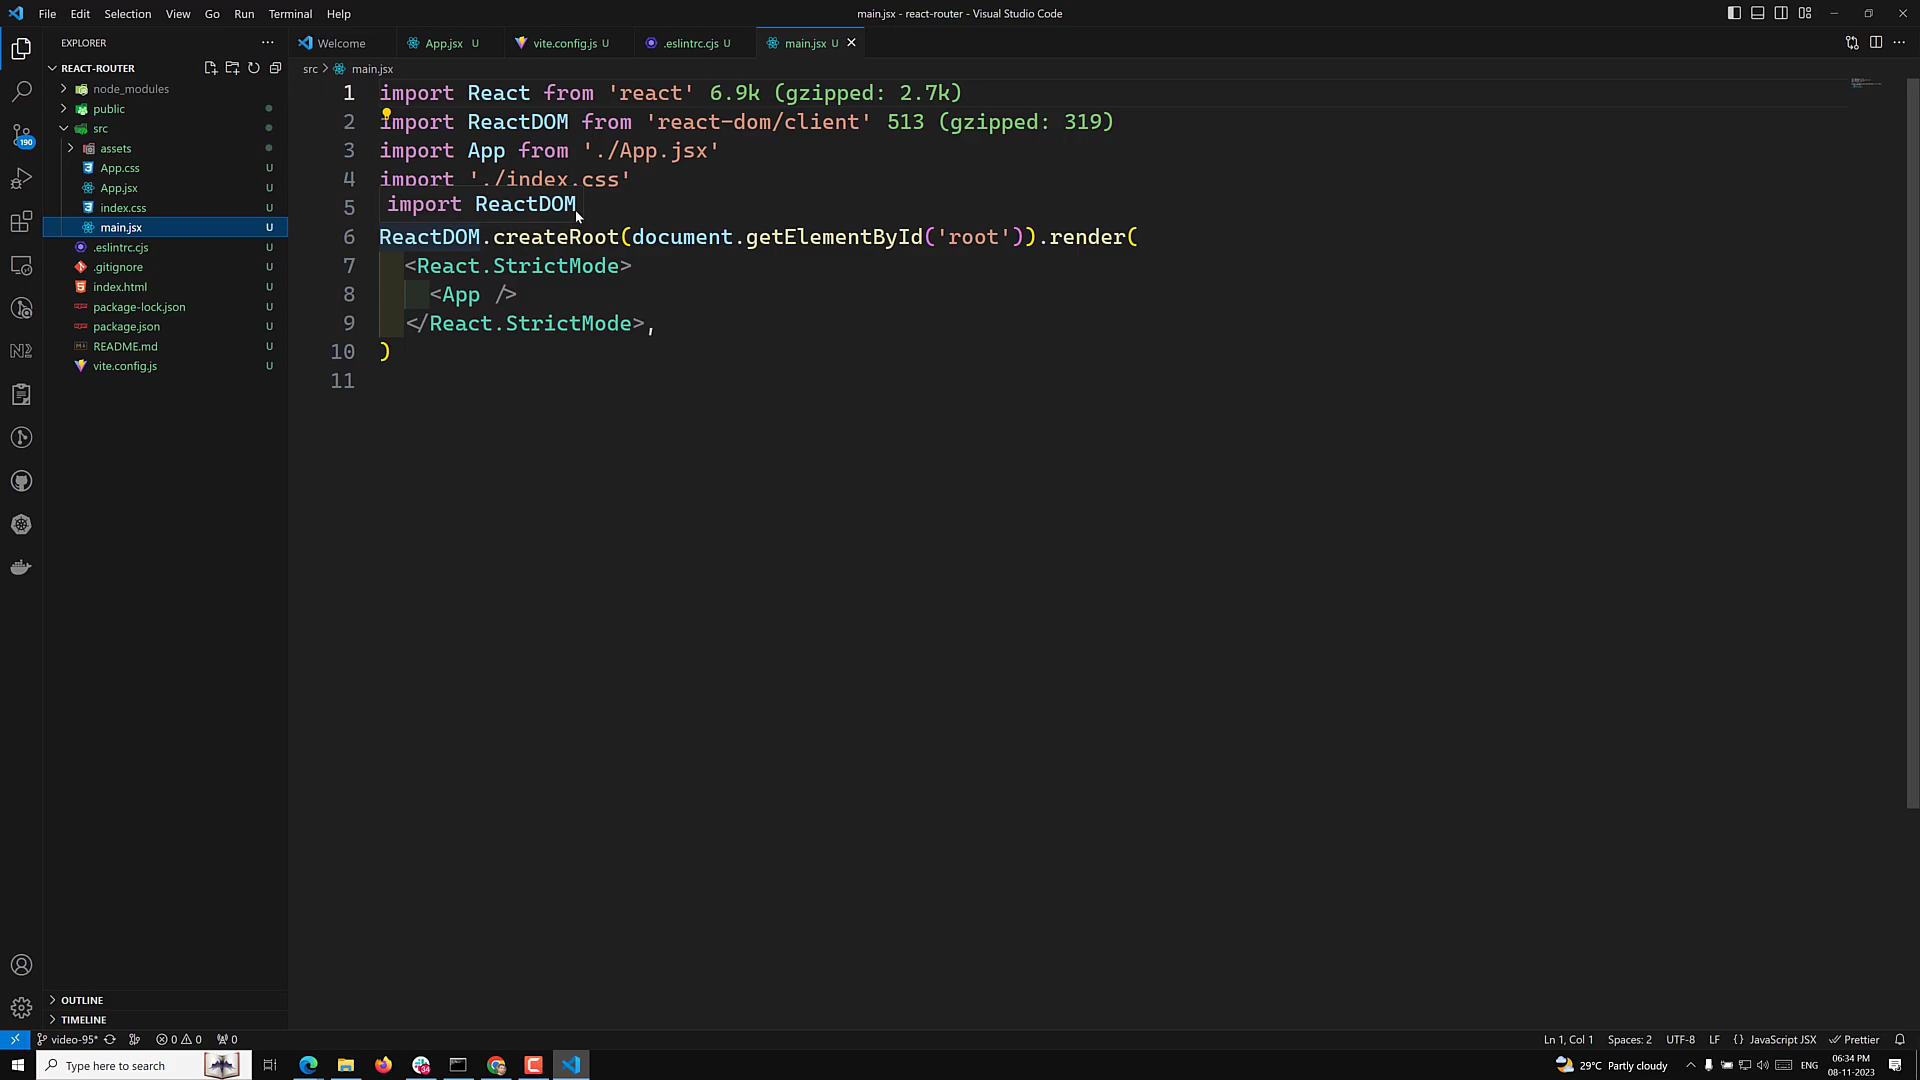 File Edit Selection View Go Run Terminal Help
main.jsx - react-router - Visual Studio Code
EXPLORER
Welcome
App.jsx U
vite.config.js U
.eslintrc.cjs U
main.jsx U
REACT-ROUTER
src > main.jsx
node_modules
public
src
assets
App.css U
App.jsx U
index.css U
main.jsx U
.eslintrc.cjs U
.gitignore U
index.html U
package-lock.json U
package.json U
README.md U
vite.config.js U
190
1 import React from 'react' 6.9k (gzipped: 2.7k)
2 import ReactDOM from 'react-dom/client' 513 (gzipped: 319)
3 import App from './App.jsx'
4 import './index.css'
5
import ReactDOM
6 ReactDOM.createRoot(document.getElementById('root')).render(
7 <React.StrictMode>
8 <App />
9 </React.StrictMode>,
10 )
11
OUTLINE
TIMELINE
video-95* 0 0 0
Ln 1, Col 1 Spaces: 2 UTF-8 LF {} JavaScript JSX Prettier
Type here to search
34
29°C Partly cloudy
ENG
06:34 PM
08-11-2023